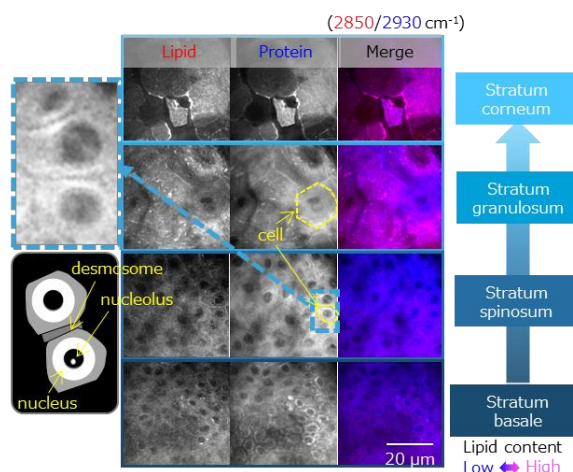 (2850/2930 cm⁻¹)
Lipid
Protein
Merge
cell
desmosome
nucleolus
nucleus
20 μm
Stratum
corneum
Stratum
granulosum
Stratum
spinosum
Stratum
basale
Lipid content
Low High